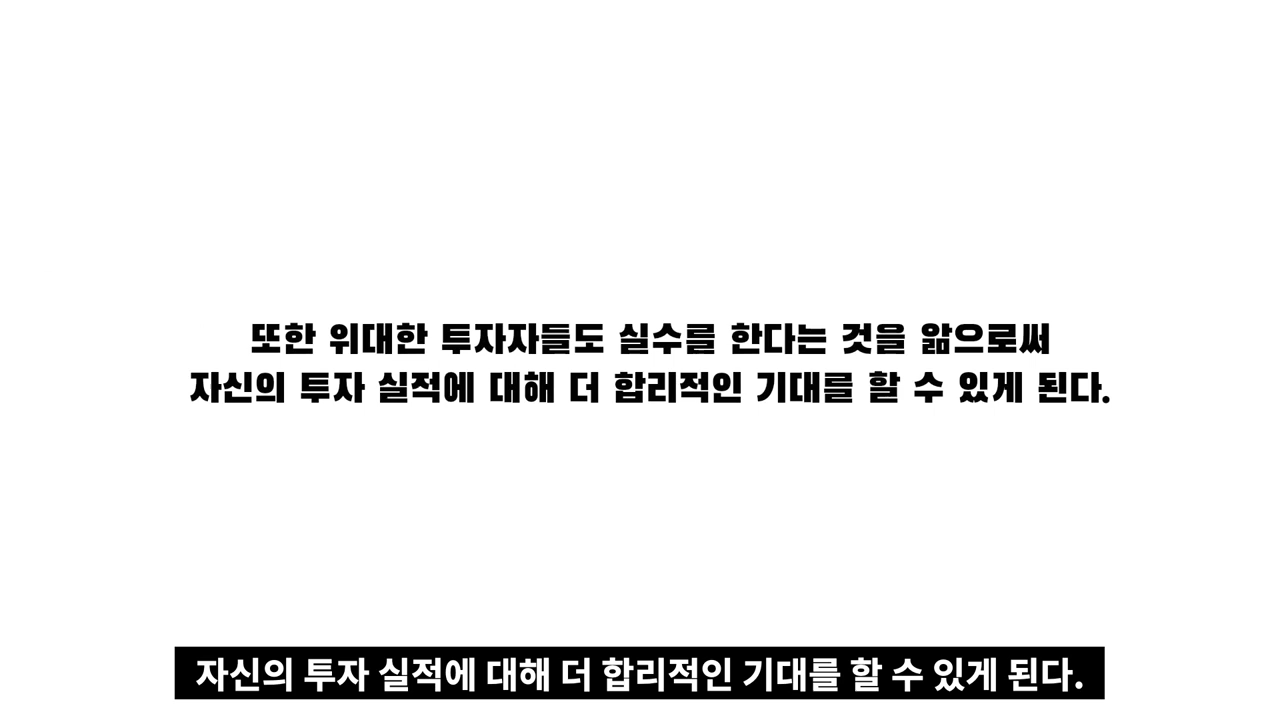 또한 위대한 투자자들도 실수를 한다는 것을 앎으로써
자신의 투자 실적에 대해 더 합리적인 기대를 할 수 있게 된다.
자신의 투자 실적에 대해 더 합리적인 기대를 할 수 있게 된다.